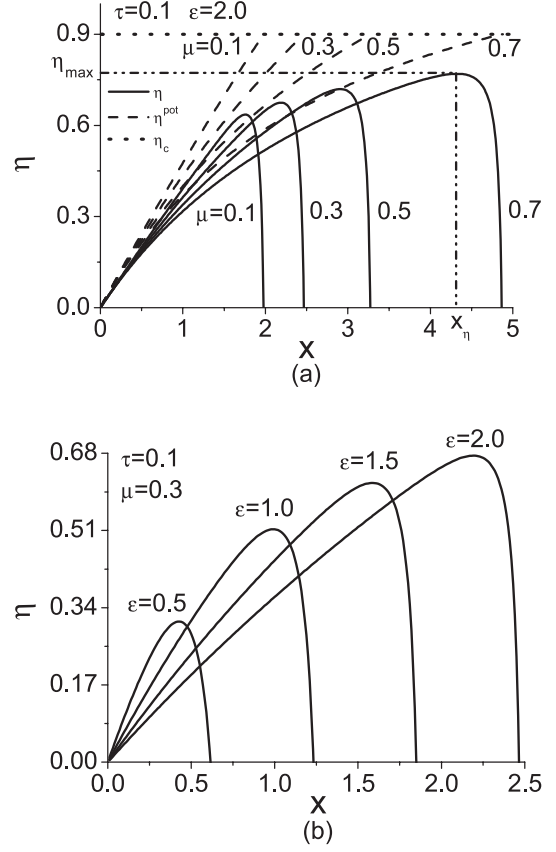 τ=0.1 ε=2.0
0.9
μ=0.1 0.3 0.5 0.7
η_max
η
η^pot
η_c
0.6
η
0.3
μ=0.1 0.3 0.5 0.7
0.0
0 1 2 3 4 x_η 5
x
(a)
0.68
τ=0.1
μ=0.3
ε=2.0
ε=1.5
ε=1.0
0.51
0.34
ε=0.5
η
0.17
0.00
0.0 0.5 1.0 1.5 2.0 2.5
x
(b)